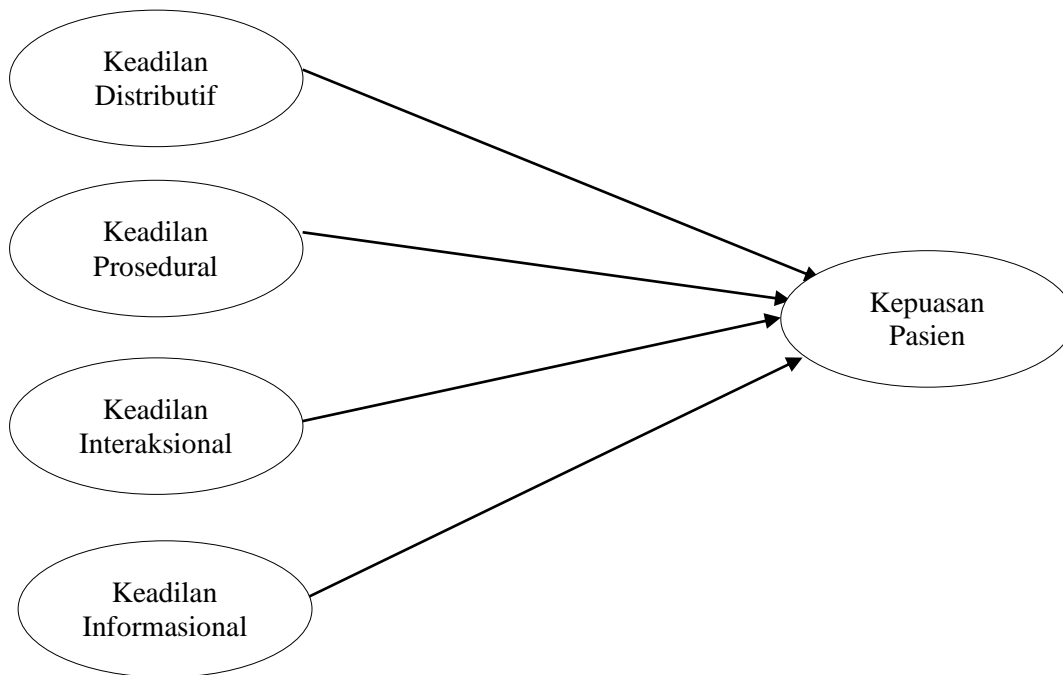 Keadilan
Distributif
Keadilan
Prosedural
Kepuasan
Pasien
Keadilan
Interaksional
Keadilan
Informasional